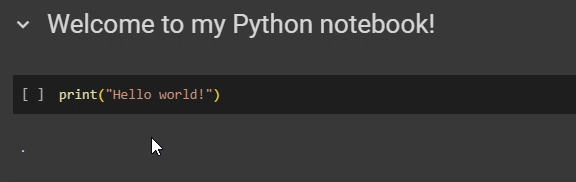 Welcome to my Python notebook!
[ ] print("Hello world!")
.